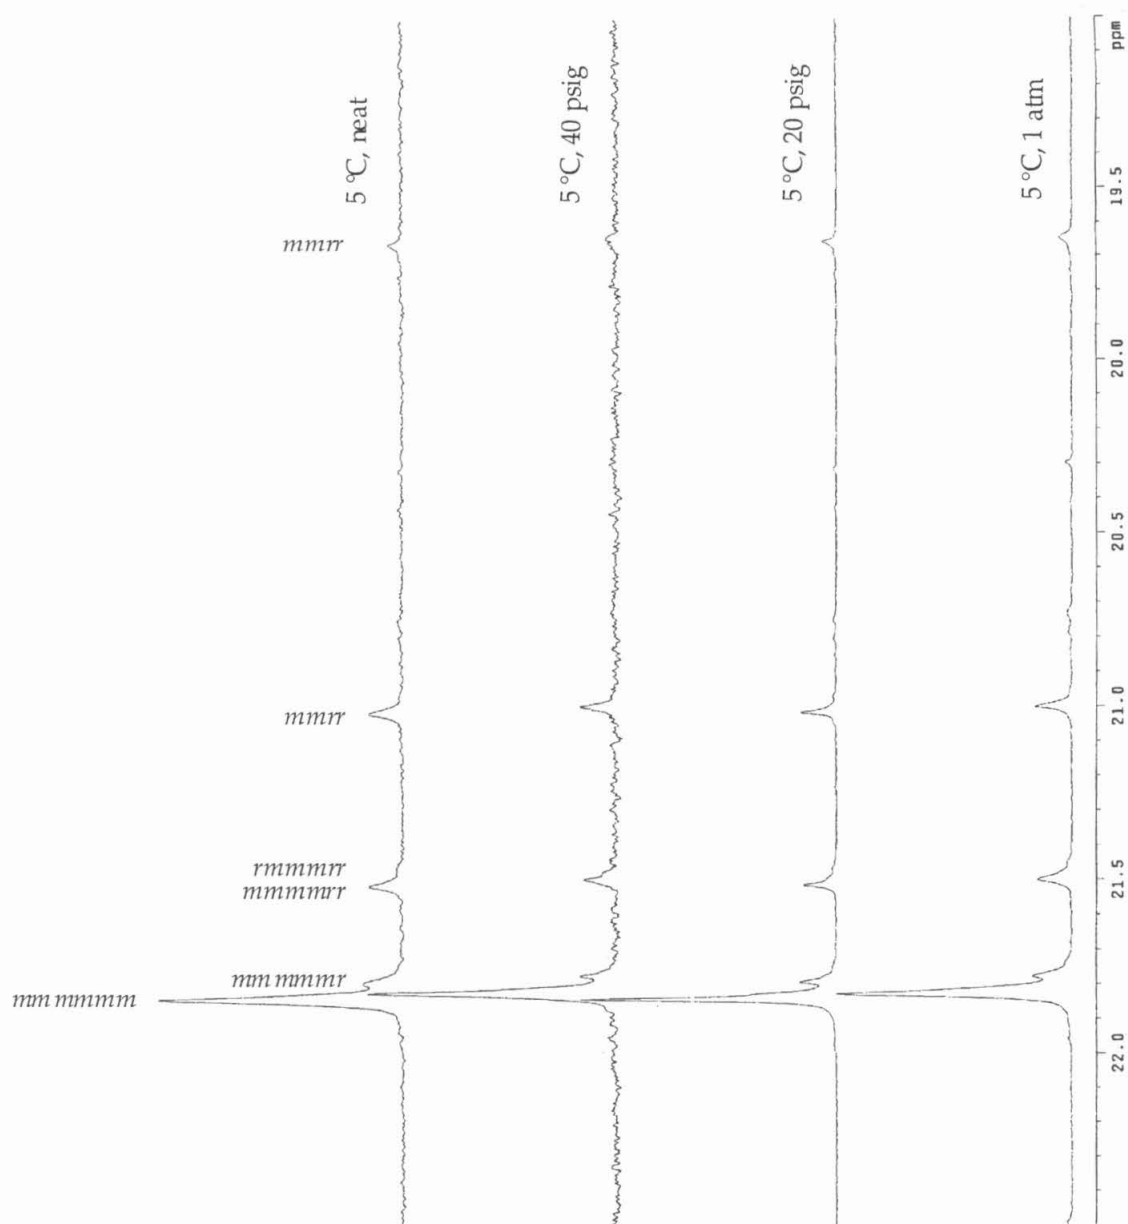 5 °C, neat
5 °C, 40 psig
5 °C, 20 psig
5 °C, 1 atm
mmrr
mmrr
rmmmrr
mmmmrr
mm mmmr
mm mmmm
ppm
19.5
20.0
20.5
21.0
21.5
22.0